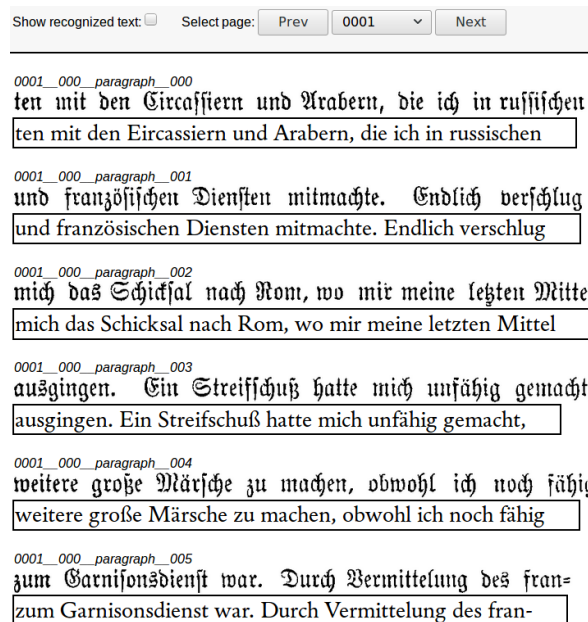 Show recognized text: Select page: Prev 0001 Next
0001__000__paragraph__000
ten mit den Circassiern und Arabern, die ich in russischen
ten mit den Eircassiern und Arabern, die ich in russischen
0001__000__paragraph__001
und französischen Diensten mitmachte. Endlich verschlug
und französischen Diensten mitmachte. Endlich verschlug
0001__000__paragraph__002
mich das Schicksal nach Rom, wo mir meine letzten Mitte
mich das Schicksal nach Rom, wo mir meine letzten Mittel
0001__000__paragraph__003
ausgingen. Ein Streifschuß hatte mich unfähig gemacht
ausgingen. Ein Streifschuß hatte mich unfähig gemacht,
0001__000__paragraph__004
weitere große Märsche zu machen, obwohl ich noch fähig
weitere große Märsche zu machen, obwohl ich noch fähig
0001__000__paragraph__005
zum Garnisonsdienst war. Durch Vermittelung des fran-
zum Garnisonsdienst war. Durch Vermittelung des fran-